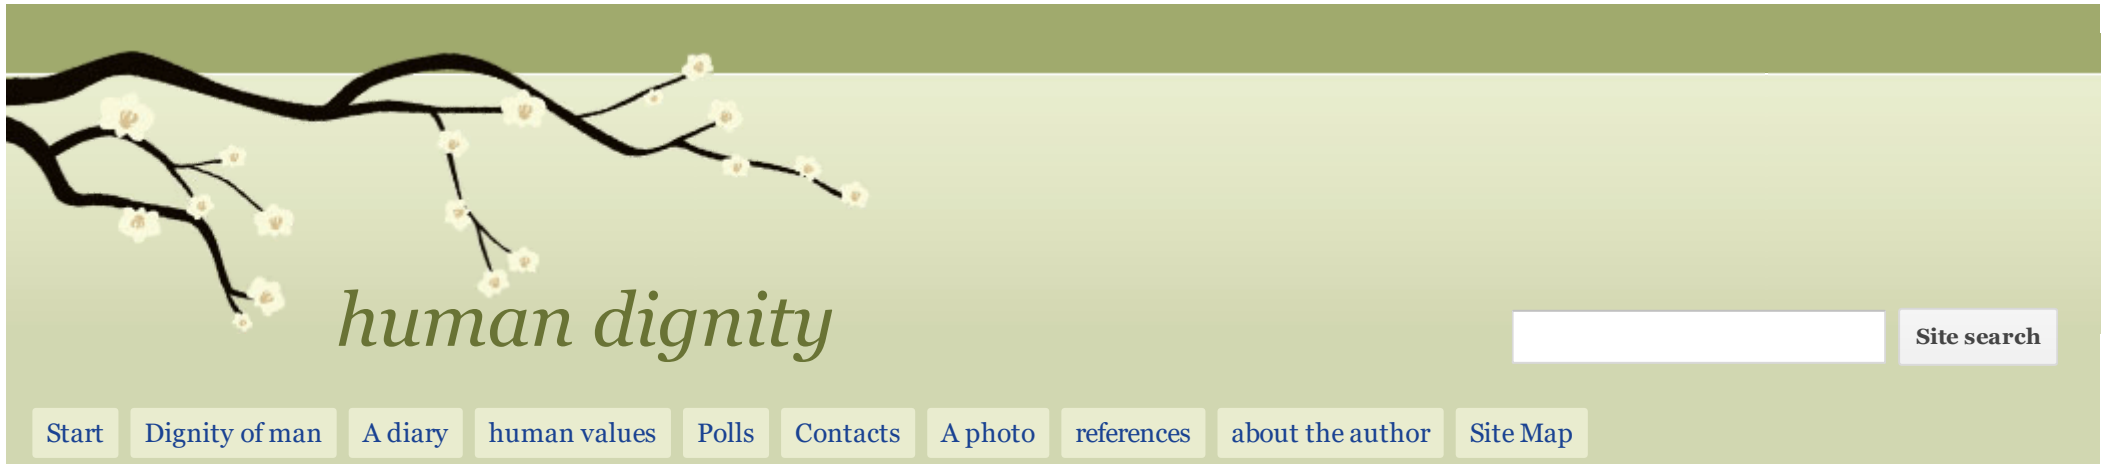 human dignity
Site search
Start Dignity of man A diary human values Polls Contacts A photo references about the author Site Map